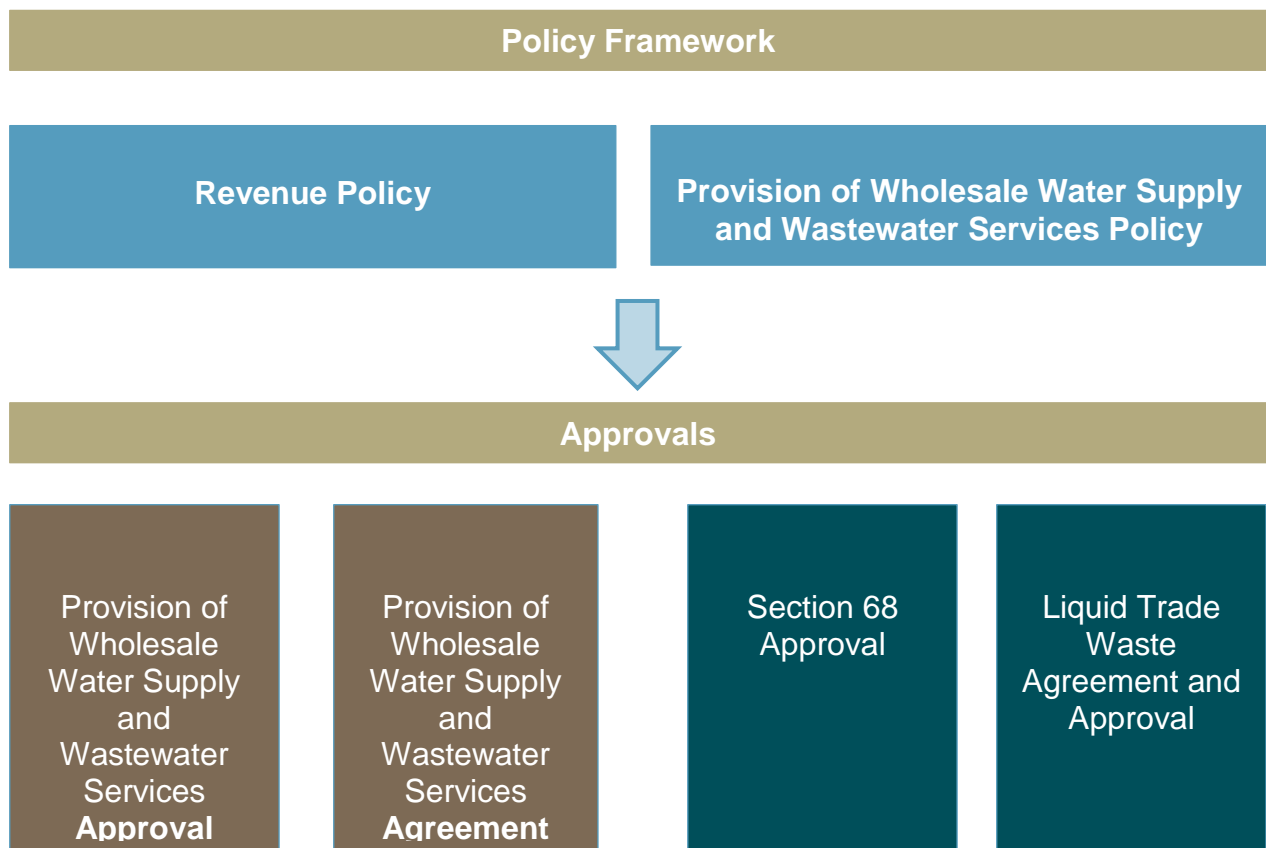 Policy Framework
Revenue Policy
Provision of Wholesale Water Supply
and Wastewater Services Policy
Approvals
Provision of
Wholesale
Water Supply
and
Wastewater
Services
Approval
Provision of
Wholesale
Water Supply
and
Wastewater
Services
Agreement
Section 68
Approval
Liquid Trade
Waste
Agreement and
Approval